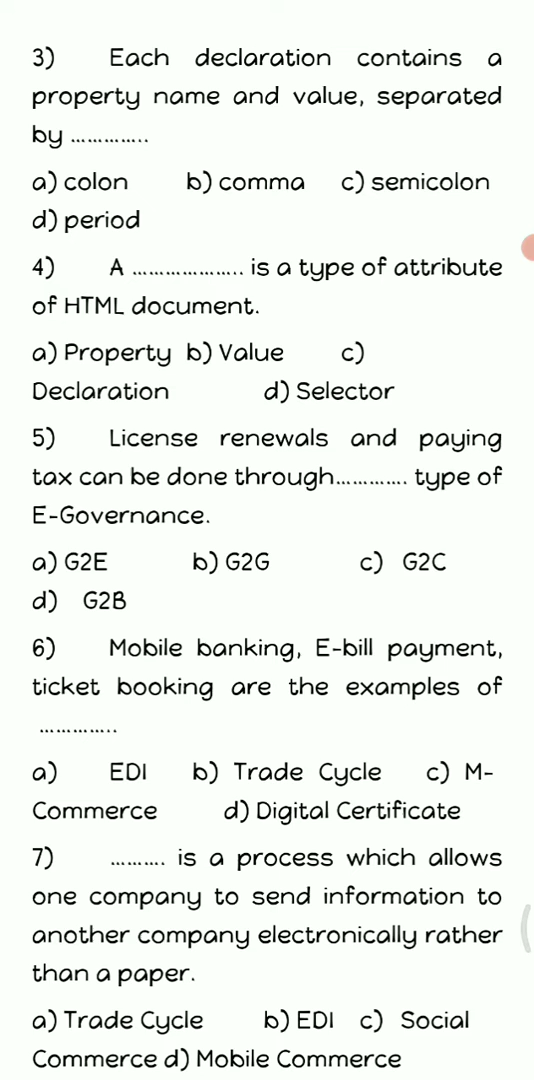 3) Each declaration contains a
property name and value, separated
by ..............
a) colon b) comma c) semicolon
d) period
4) A .................... is a type of attribute
of HTML document.
a) Property b) Value c)
Declaration d) Selector
5) License renewals and paying
tax can be done through............. type of
E-Governance.
a) G2E b) G2G c) G2C
d) G2B
6) Mobile banking, E-bill payment,
ticket booking are the examples of
..............
a) EDI b) Trade Cycle c) M-
Commerce d) Digital Certificate
7) .......... is a process which allows
one company to send information to
another company electronically rather
than a paper.
a) Trade Cycle b) EDI c) Social
Commerce d) Mobile Commerce